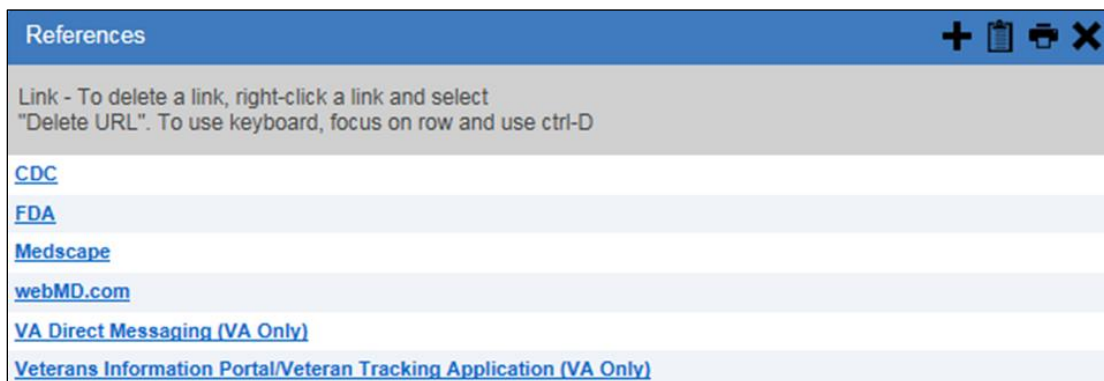 References
Link - To delete a link, right-click a link and select
"Delete URL". To use keyboard, focus on row and use ctrl-D
CDC
FDA
Medscape
webMD.com
VA Direct Messaging (VA Only)
Veterans Information Portal/Veteran Tracking Application (VA Only)